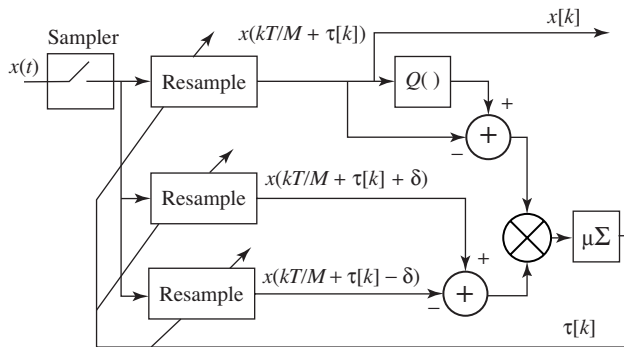 Sampler
x(kT/M + τ[k])
x[k]
x(t)
Resample
Q( )
+
−
+
x(kT/M + τ[k] + δ)
Resample
+
μΣ
x(kT/M + τ[k] − δ)
Resample
−
+
τ[k]